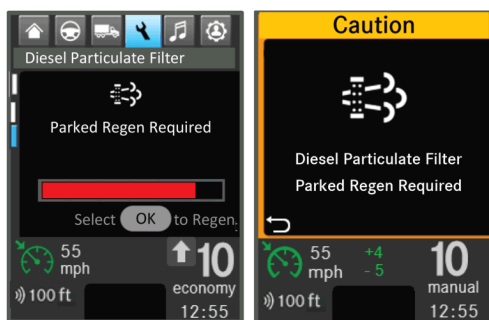 Diesel Particulate Filter
Parked Regen Required
Select OK to Regen.
55
mph
10
economy
100 ft
12:55
Caution
Diesel Particulate Filter
Parked Regen Required
55
mph
+4
- 5
10
manual
100 ft
12:55